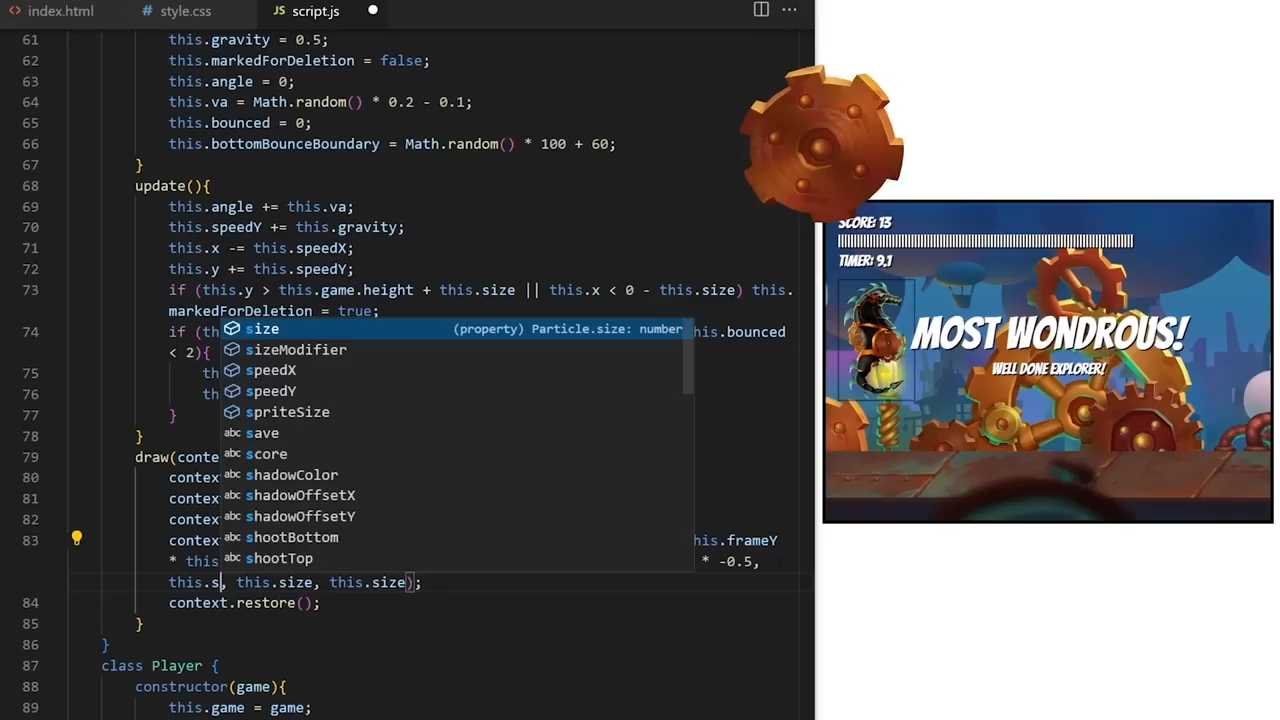 index.html
# style.css
JS script.js
61 this.gravity = 0.5;
62 this.markedForDeletion = false;
63 this.angle = 0;
64 this.va = Math.random() * 0.2 - 0.1;
65 this.bounced = 0;
66 this.bottomBounceBoundary = Math.random() * 100 + 60;
67 }
68 update(){
69 this.angle += this.va;
70 this.speedY += this.gravity;
71 this.x -= this.speedX;
72 this.y += this.speedY;
73 if (this.y > this.game.height + this.size || this.x < 0 - this.size) this.
markedForDeletion = true;
74 if (th his.bounced
< 2){
75 th
76 th
77 }
78 }
79 draw(conte
80 contex
81 contex
82 contex
83 contex his.frameY
* this * -0.5,
this.s, this.size, this.size);
84 context.restore();
85 }
86 }
87 class Player {
88 constructor(game){
89 this.game = game;
size (property) Particle.size: number
sizeModifier
speedX
speedY
spriteSize
abc save
abc score
abc shadowColor
abc shadowOffsetX
abc shadowOffsetY
abc shootBottom
abc shootTop
SCORE: 13
TIMER: 9.1
MOST WONDROUS!
WELL DONE EXPLORER!